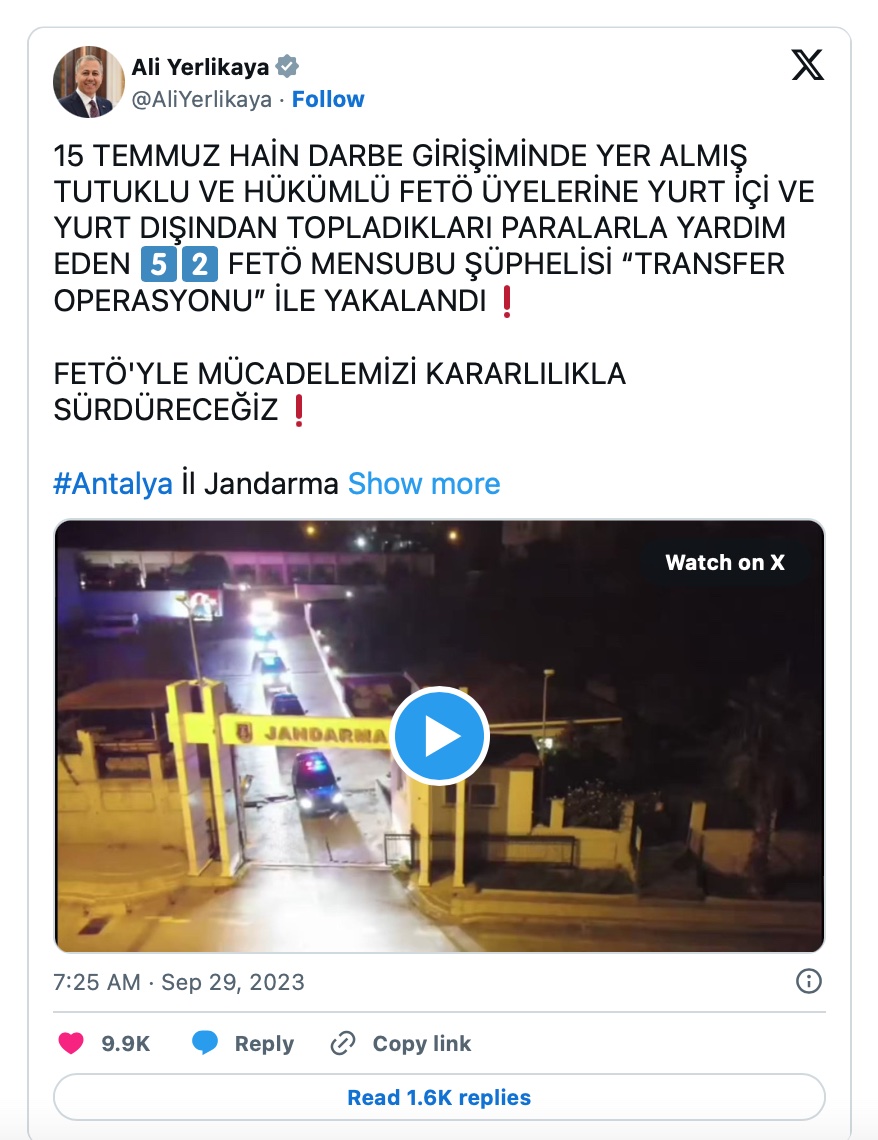 Ali Yerlikaya
@AliYerlikaya · Follow
15 TEMMUZ HAİN DARBE GİRİŞİMİNDE YER ALMIŞ
TUTUKLU VE HÜKÜMLÜ FETÖ ÜYELERİNE YURT İÇİ VE
YURT DIŞINDAN TOPLADIKLARI PARALARLA YARDIM
EDEN 5️⃣2️⃣ FETÖ MENSUBU ŞÜPHELİSİ “TRANSFER
OPERASYONU” İLE YAKALANDI❗
FETÖ'YLE MÜCADELEMİZİ KARARLILIKLA
SÜRDÜRECEĞİZ❗
#Antalya İl Jandarma Show more
Watch on X
JANDARMA
7:25 AM · Sep 29, 2023
9.9K Reply Copy link
Read 1.6K replies